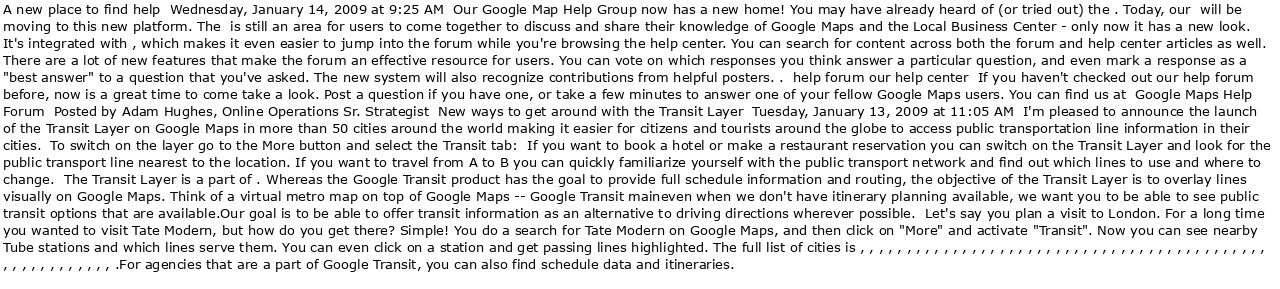 A new place to find help  Wednesday, January 14, 2009 at 9:25 AM  Our Google Map Help Group now has a new home! You may have already heard of (or tried out) the . Today, our  will be
moving to this new platform. The  is still an area for users to come together to discuss and share their knowledge of Google Maps and the Local Business Center - only now it has a new look.
It's integrated with , which makes it even easier to jump into the forum while you're browsing the help center. You can search for content across both the forum and help center articles as well.
There are a lot of new features that make the forum an effective resource for users. You can vote on which responses you think answer a particular question, and even mark a response as a
"best answer" to a question that you've asked. The new system will also recognize contributions from helpful posters. .  help forum our help center  If you haven't checked out our help forum
before, now is a great time to come take a look. Post a question if you have one, or take a few minutes to answer one of your fellow Google Maps users. You can find us at  Google Maps Help
Forum  Posted by Adam Hughes, Online Operations Sr. Strategist  New ways to get around with the Transit Layer  Tuesday, January 13, 2009 at 11:05 AM  I'm pleased to announce the launch
of the Transit Layer on Google Maps in more than 50 cities around the world making it easier for citizens and tourists around the globe to access public transportation line information in their
cities.  To switch on the layer go to the More button and select the Transit tab:  If you want to book a hotel or make a restaurant reservation you can switch on the Transit Layer and look for the
public transport line nearest to the location. If you want to travel from A to B you can quickly familiarize yourself with the public transport network and find out which lines to use and where to
change.  The Transit Layer is a part of . Whereas the Google Transit product has the goal to provide full schedule information and routing, the objective of the Transit Layer is to overlay lines
visually on Google Maps. Think of a virtual metro map on top of Google Maps -- Google Transit maineven when we don't have itinerary planning available, we want you to be able to see public
transit options that are available.Our goal is to be able to offer transit information as an alternative to driving directions wherever possible.  Let's say you plan a visit to London. For a long time
you wanted to visit Tate Modern, but how do you get there? Simple! You do a search for Tate Modern on Google Maps, and then click on "More" and activate "Transit". Now you can see nearby
Tube stations and which lines serve them. You can even click on a station and get passing lines highlighted. The full list of cities is , , , , , , , , , , , , , , , , , , , , , , , , , , , , , , , , , , , , , , , , , , , ,
, , , , , , , , , , , , .For agencies that are a part of Google Transit, you can also find schedule data and itineraries.